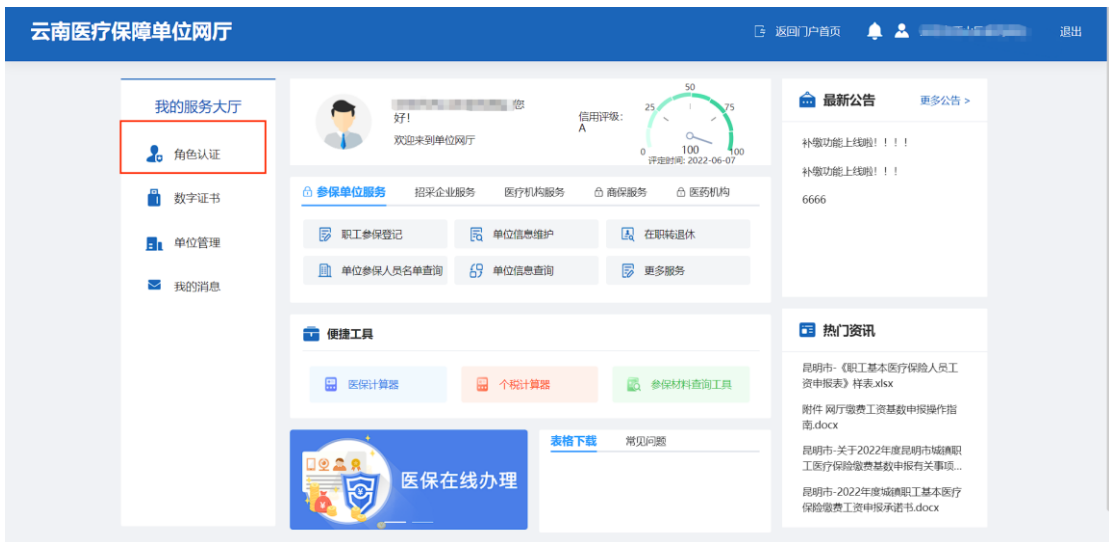 云南医疗保障单位网厅
返回门户首页
退出
我的服务大厅
角色认证
数字证书
单位管理
我的消息
您
好!
欢迎来到单位网厅
信用评级:
A
50
25
75
0
100
100
评定时间: 2022-06-07
参保单位服务 招采企业服务 医疗机构服务 商保服务 医药机构
职工参保登记 单位信息维护 在职转退休
单位参保人员名单查询 单位信息查询 更多服务
便捷工具
医保计算器 个税计算器 参保材料查询工具
医保在线办理
表格下载 常见问题
最新公告 更多公告 >
补缴功能上线啦! ! ! !
补缴功能上线啦! ! !
6666
热门资讯
昆明市-《职工基本医疗保险人员工
资申报表》样表.xlsx
附件 网厅缴费工资基数申报操作指
南.docx
昆明市-关于2022年度昆明市城镇职
工医疗保险缴费基数申报有关事项...
昆明市-2022年度城镇职工基本医疗
保险缴费工资申报承诺书.docx